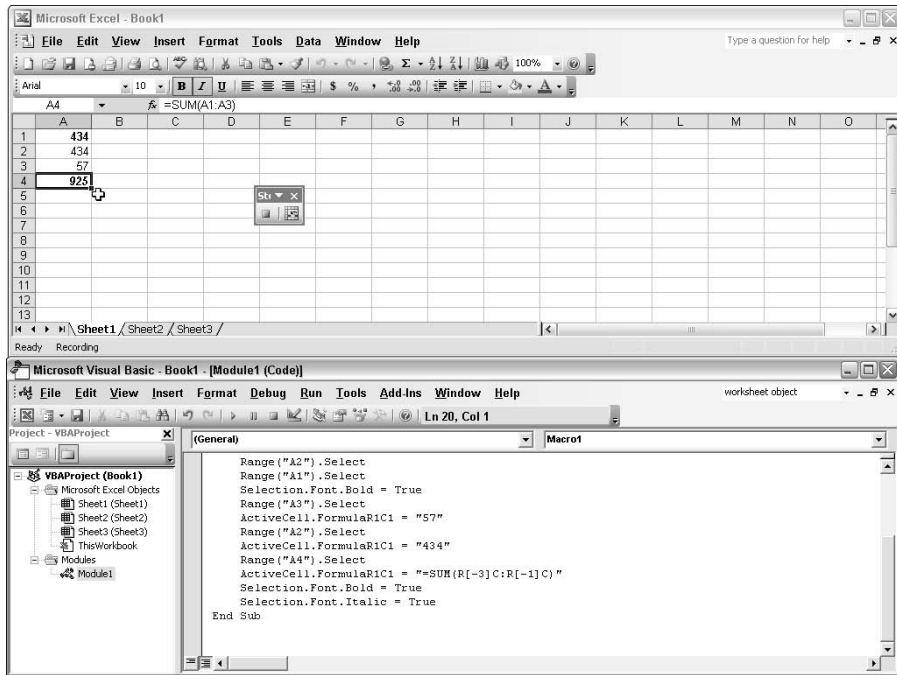 Microsoft Excel - Book1
File Edit View Insert Format Tools Data Window Help Type a question for help
100%
Arial 10 B I U $ % ,
A4 fx =SUM(A1:A3)
A B C D E F G H I J K L M N O
1 434
2 434
3 57
4 925
5
6
7
8
9
10
11
12
13
Sheet1 / Sheet2 / Sheet3 /
Ready Recording
Microsoft Visual Basic - Book1 - [Module1 (Code)]
File Edit View Insert Format Debug Run Tools Add-Ins Window Help worksheet object
Ln 20, Col 1
Project - VBAProject
(General) Macro1
VBAProject (Book1)
Microsoft Excel Objects
Sheet1 (Sheet1)
Sheet2 (Sheet2)
Sheet3 (Sheet3)
ThisWorkbook
Modules
Module1
Range("A2").Select
Range("A1").Select
Selection.Font.Bold = True
Range("A3").Select
ActiveCell.FormulaR1C1 = "57"
Range("A2").Select
ActiveCell.FormulaR1C1 = "434"
Range("A4").Select
ActiveCell.FormulaR1C1 = "=SUM(R[-3]C:R[-1]C)"
Selection.Font.Bold = True
Selection.Font.Italic = True
End Sub